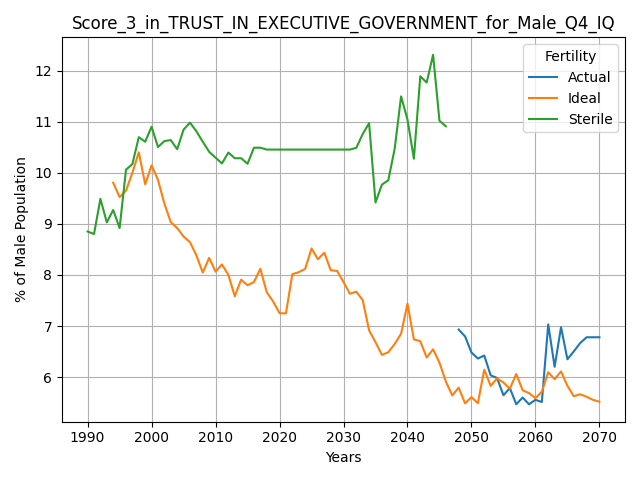 Score_3_in_TRUST_IN_EXECUTIVE_GOVERNMENT_for_Male_Q4_IQ
Fertility
Actual
Ideal
Sterile
12
11
10
9
8
7
6
% of Male Population
1990 2000 2010 2020 2030 2040 2050 2060 2070
Years